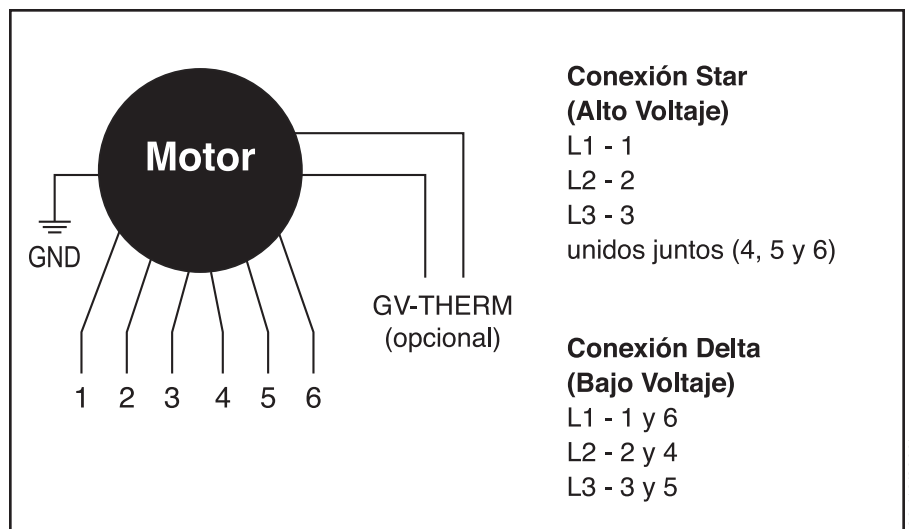 Motor
GND
1 2 3 4 5 6
GV-THERM
(opcional)
Conexión Star
(Alto Voltaje)
L1 - 1
L2 - 2
L3 - 3
unidos juntos (4, 5 y 6)
Conexión Delta
(Bajo Voltaje)
L1 - 1 y 6
L2 - 2 y 4
L3 - 3 y 5